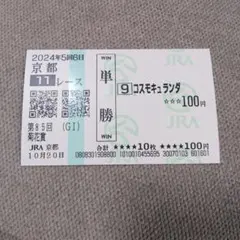 2024年5回6日
京都
11 レース
第85回 (GI)
菊花賞
JRA 京都
10月20日
WIN
単勝
WIN
9 コスモキュランダ
☆☆☆100円
JRA
合計 ☆☆☆☆10枚 ☆☆☆☆100円